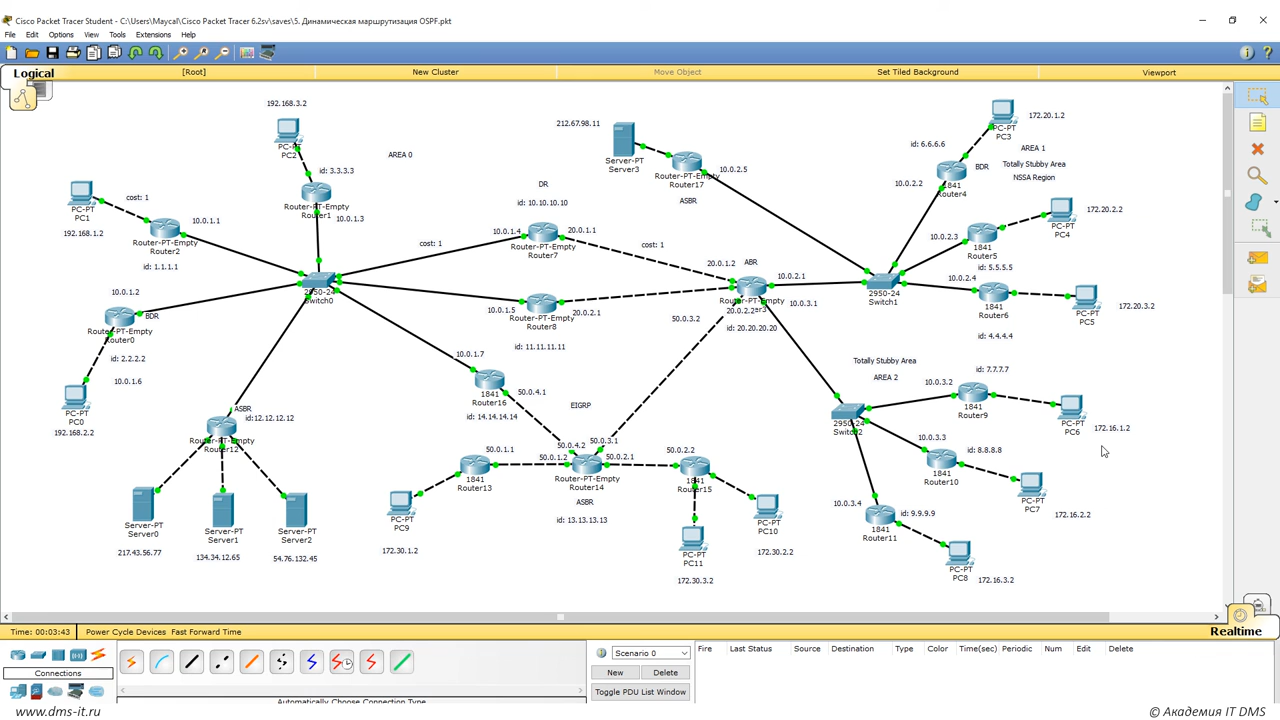 Cisco Packet Tracer Student - C:\Users\Maycal\Cisco Packet Tracer 6.2sv\saves\5. Динамическая маршрутизация OSPF.pkt
File Edit Options View Tools Extensions Help
Logical [Root] New Cluster Move Object Set Tiled Background Viewport
192.168.3.2
PC-PT
PC2
AREA 0
id: 3.3.3.3
Router-PT-Empty
Router1
10.0.1.3
PC-PT
PC1
192.168.1.2
cost: 1
10.0.1.1
Router-PT-Empty
Router2
id: 1.1.1.1
10.0.1.2
BDR
Router-PT-Empty
Router0
id: 2.2.2.2
10.0.1.6
PC-PT
PC0
192.168.2.2
2950-24
Switch0
ASBR
id:12.12.12.12
Router-PT-Empty
Router12
Server-PT
Server0
217.43.56.77
Server-PT
Server1
134.34.12.65
Server-PT
Server2
54.76.132.45
212.67.98.11
Server-PT
Server3
Router-PT-Empty
Router17
10.0.2.5
ASBR
DR
id: 10.10.10.10
10.0.1.4
20.0.1.1
Router-PT-Empty
Router7
cost: 1
cost: 1
10.0.1.5
20.0.2.1
Router-PT-Empty
Router8
id: 11.11.11.11
ABR
20.0.1.2
10.0.2.1
Router-PT-Empty
10.0.3.1
20.0.2.2
50.0.3.2
id: 20.20.20.20
10.0.1.7
1841
Router16
id: 14.14.14.14
50.0.4.1
EIGRP
50.0.1.1
1841
Router13
50.0.4.2
50.0.3.1
50.0.1.2
50.0.2.1
Router-PT-Empty
Router14
ASBR
id: 13.13.13.13
50.0.2.2
1841
Router15
PC-PT
PC9
172.30.1.2
PC-PT
PC10
172.30.2.2
PC-PT
PC11
172.30.3.2
PC-PT
PC3
172.20.1.2
6.6.6.6
AREA 1
BDR
Totally Stubby Area
NSSA Region
10.0.2.2
1841
Router4
PC-PT
PC4
172.20.2.2
10.0.2.3
1841
Router5
5.5.5.5
2950-24
Switch1
10.0.2.4
1841
Router6
4.4.4.4
PC-PT
PC5
172.20.3.2
Totally Stubby Area
AREA 2
id: 7.7.7.7
10.0.3.2
1841
Router9
PC-PT
PC6
172.16.1.2
2950-24
10.0.3.3
id: 8.8.8.8
1841
Router10
PC-PT
PC7
172.16.2.2
10.0.3.4
id: 9.9.9.9
1841
Router11
PC-PT
PC8
172.16.3.2
Time: 00:03:43 Power Cycle Devices Fast Forward Time
Realtime
Connections
Automatically Choose Connection Type
Scenario 0
New Delete
Toggle PDU List Window
Fire Last Status Source Destination Type Color Time(sec) Periodic Num Edit Delete
www.dms-it.ru
© Академия IT DMS